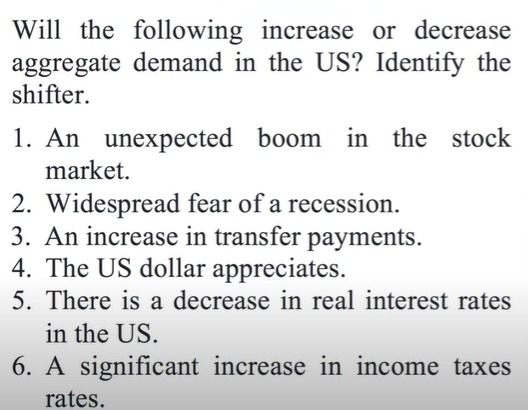 Will the following increase or decrease
aggregate demand in the US? Identify the
shifter.
1. An unexpected boom in the stock
market.
2. Widespread fear of a recession.
3. An increase in transfer payments.
4. The US dollar appreciates.
5. There is a decrease in real interest rates
in the US.
6. A significant increase in income taxes
rates.